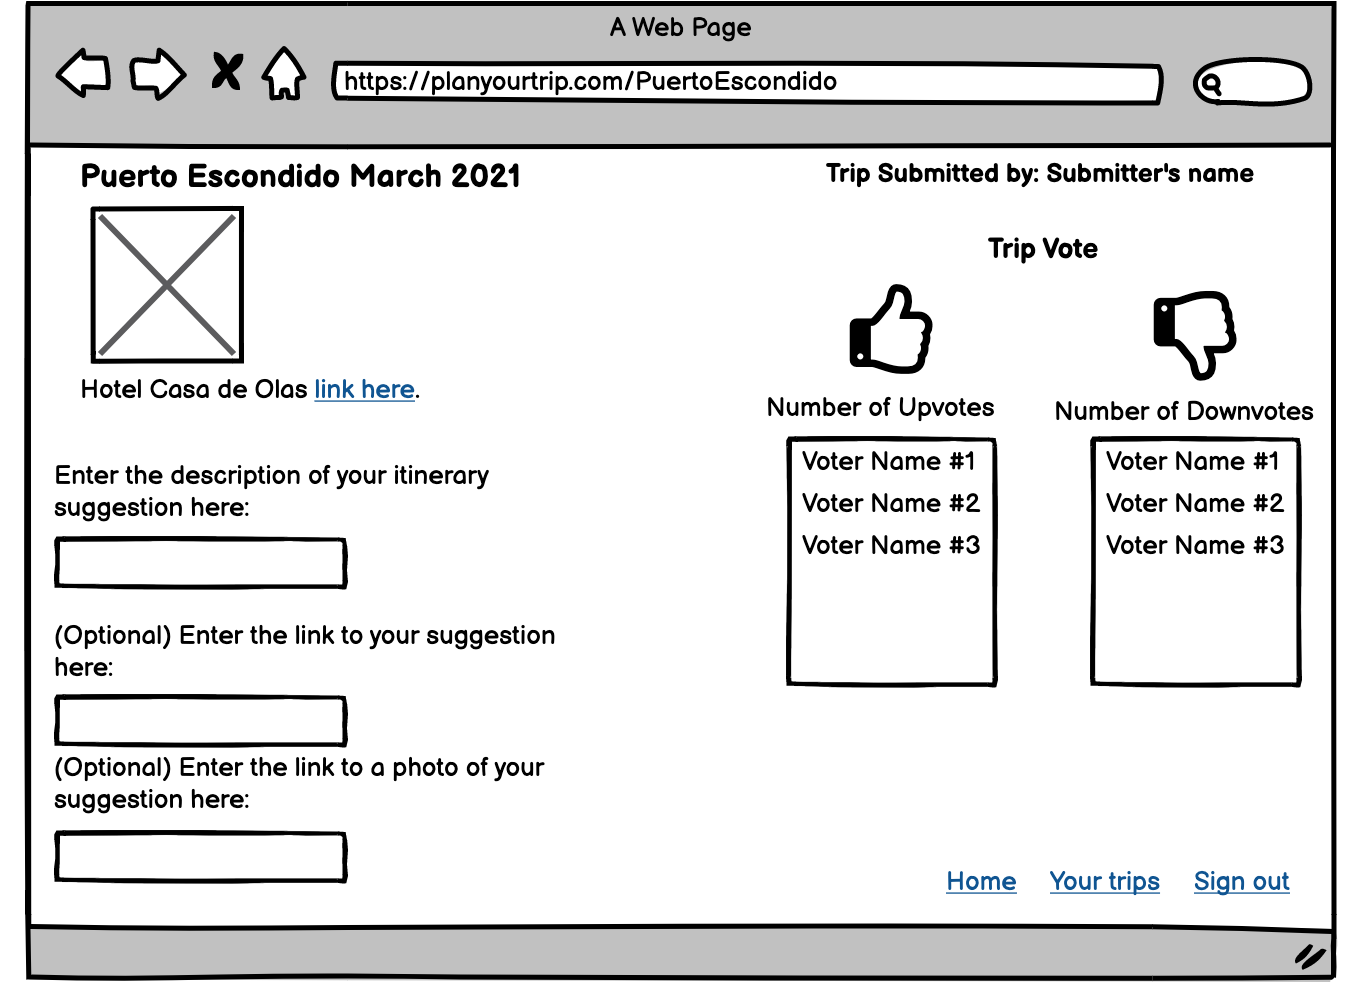 A Web Page
https://planyourtrip.com/PuertoEscondido
Puerto Escondido March 2021
Trip Submitted by: Submitter's name
Trip Vote
Hotel Casa de Olas link here.
Number of Upvotes
Number of Downvotes
Voter Name #1
Voter Name #2
Voter Name #3
Voter Name #1
Voter Name #2
Voter Name #3
Enter the description of your itinerary
suggestion here:
(Optional) Enter the link to your suggestion
here:
(Optional) Enter the link to a photo of your
suggestion here:
Home
Your trips
Sign out